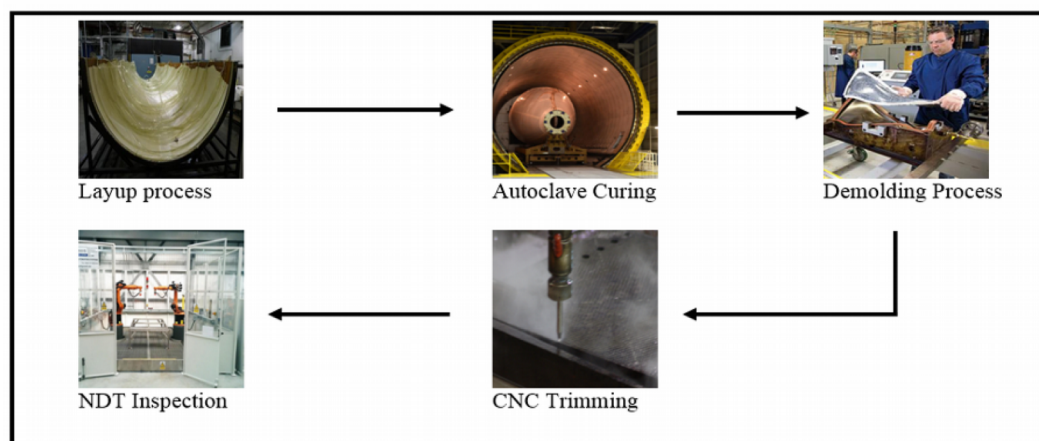 Layup process
Autoclave Curing
Demolding Process
CNC Trimming
NDT Inspection